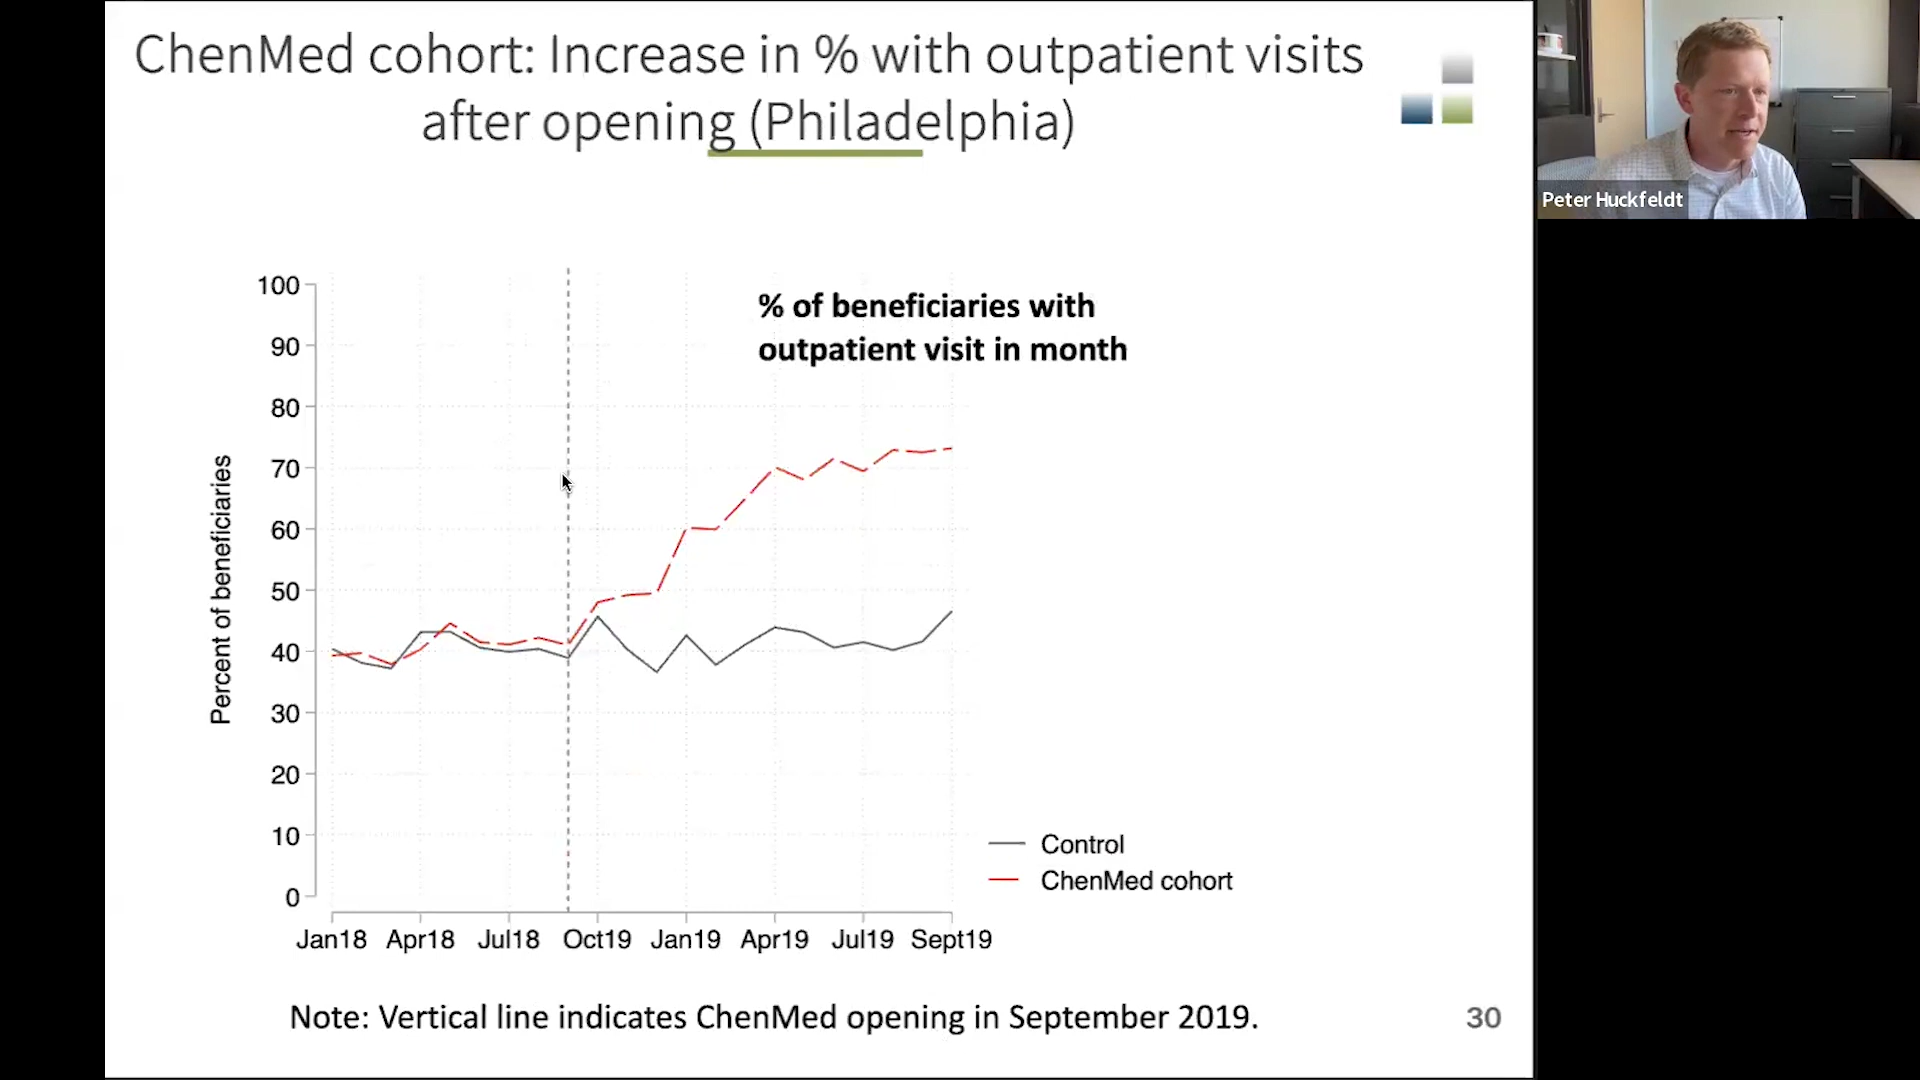 ChenMed cohort: Increase in % with outpatient visits
after opening (Philadelphia)
Peter Huckfeldt
% of beneficiaries with
outpatient visit in month
Percent of beneficiaries
100
90
80
70
60
50
40
30
20
10
0
Jan18 Apr18 Jul18 Oct19 Jan19 Apr19 Jul19 Sept19
Control
ChenMed cohort
Note: Vertical line indicates ChenMed opening in September 2019.
30